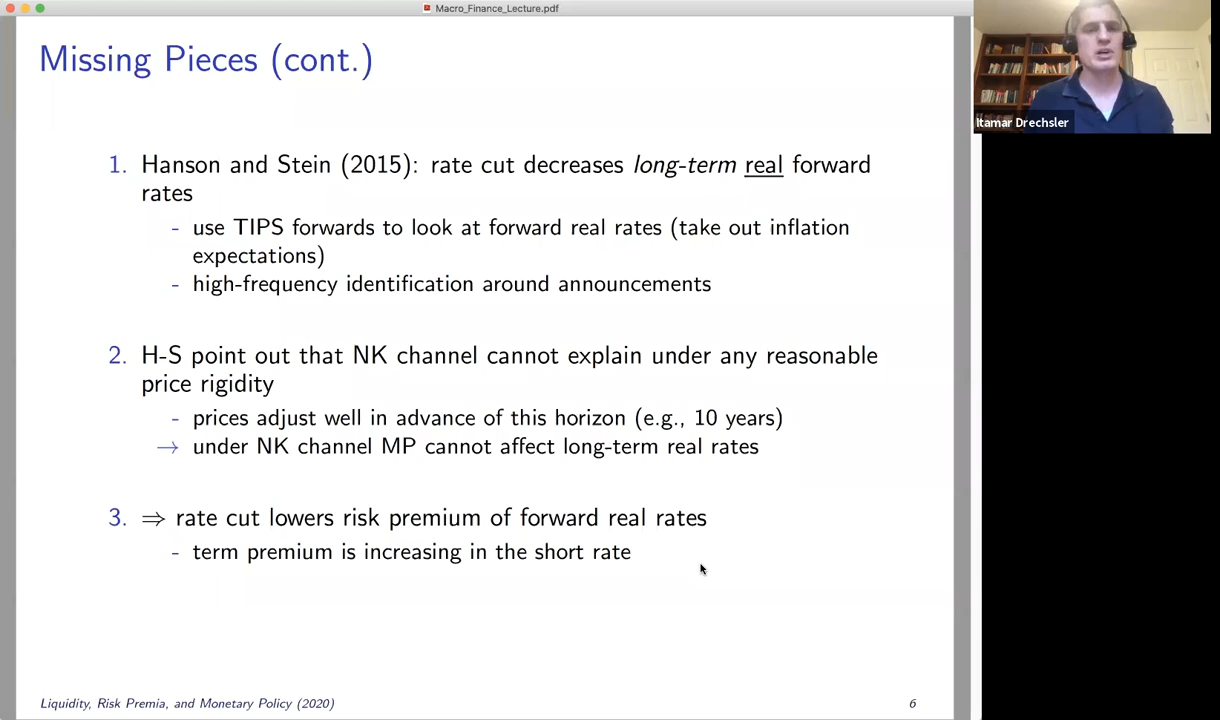 Macro_Finance_Lecture.pdf
Missing Pieces (cont.)
Itamar Drechsler
1. Hanson and Stein (2015): rate cut decreases long-term real forward
rates
- use TIPS forwards to look at forward real rates (take out inflation
expectations)
- high-frequency identification around announcements
2. H-S point out that NK channel cannot explain under any reasonable
price rigidity
- prices adjust well in advance of this horizon (e.g., 10 years)
→ under NK channel MP cannot affect long-term real rates
3. ⇒ rate cut lowers risk premium of forward real rates
- term premium is increasing in the short rate
Liquidity, Risk Premia, and Monetary Policy (2020)
6